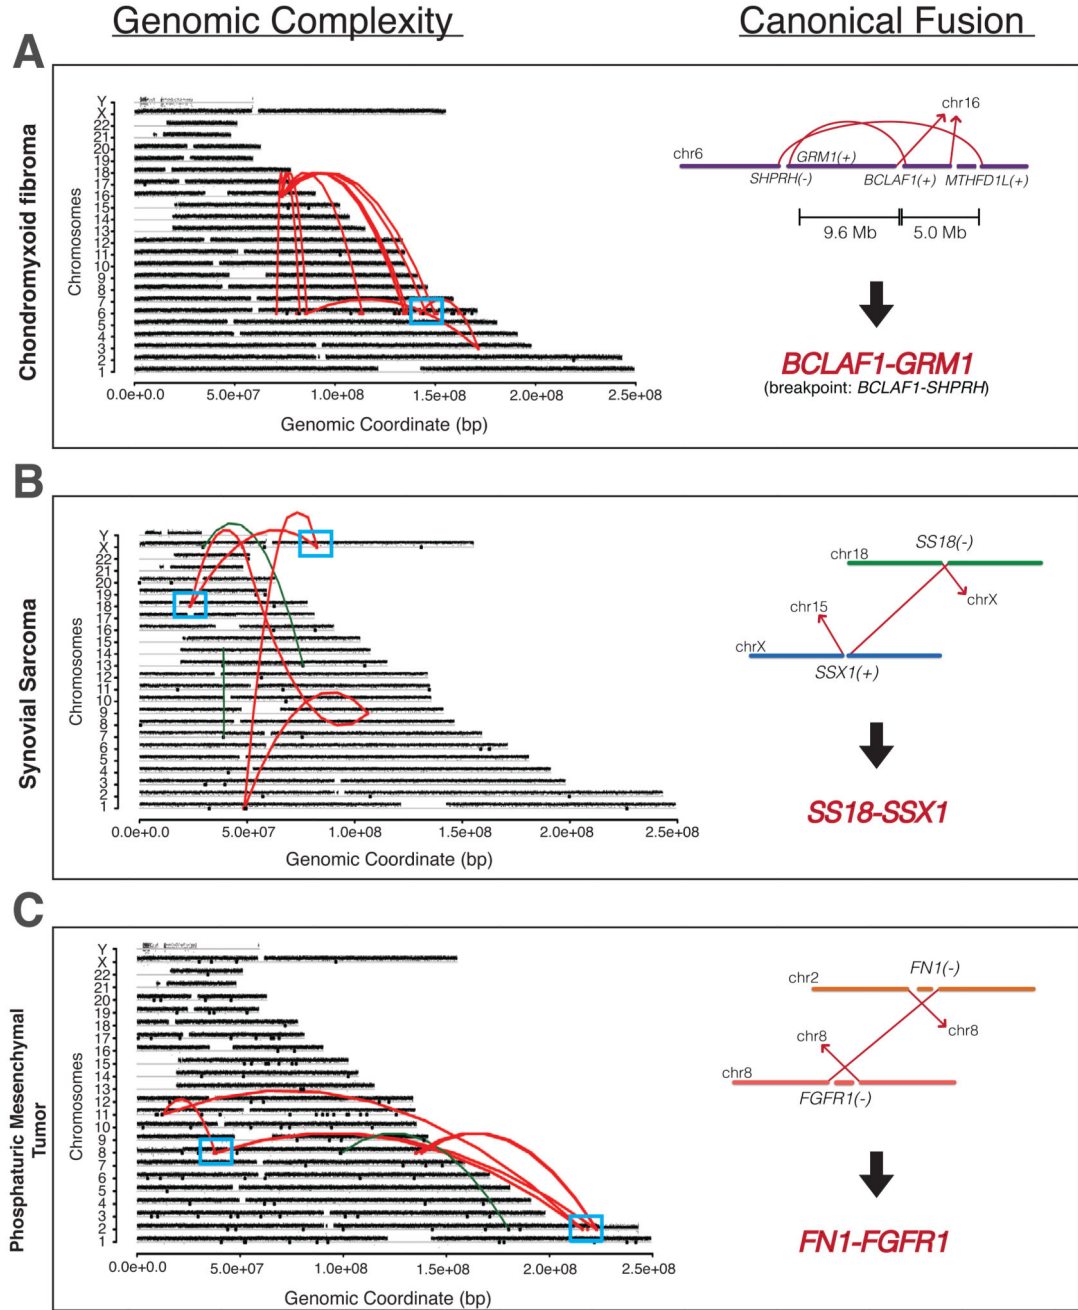 Genomic Complexity
Canonical Fusion
A
Chondromyxoid fibroma
Chromosomes
Y
X
22
21
20
19
18
17
16
15
14
13
12
11
10
9
8
7
6
5
4
3
2
1
0.0e+0.0 5.0e+07 1.0e+08 1.5e+08 2.0e+08 2.5e+08
Genomic Coordinate (bp)
chr16
chr6
GRM1(+)
SHPRH(-) BCLAF1(+) MTHFD1L(+)
9.6 Mb 5.0 Mb
BCLAF1-GRM1
(breakpoint: BCLAF1-SHPRH)
B
Synovial Sarcoma
Chromosomes
Y
X
22
21
20
19
18
17
16
15
14
13
12
11
10
9
8
7
6
5
4
3
2
1
0.0e+0.0 5.0e+07 1.0e+08 1.5e+08 2.0e+08 2.5e+08
Genomic Coordinate (bp)
SS18(-)
chr18
chrX
chr15
chrX
SSX1(+)
SS18-SSX1
C
Phosphaturic Mesenchymal
Tumor
Chromosomes
Y
X
22
21
20
19
18
17
16
15
14
13
12
11
10
9
8
7
6
5
4
3
2
1
0.0e+0.0 5.0e+07 1.0e+08 1.5e+08 2.0e+08 2.5e+08
Genomic Coordinate (bp)
FN1(-)
chr2
chr8
chr8
chr8
FGFR1(-)
FN1-FGFR1